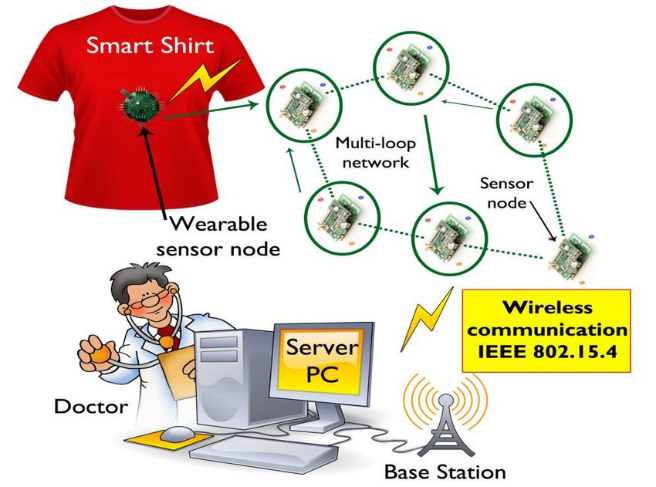 Smart Shirt
Multi-loop
network
Sensor
node
Wearable
sensor node
Wireless
communication
IEEE 802.15.4
Server
PC
Doctor
Base Station